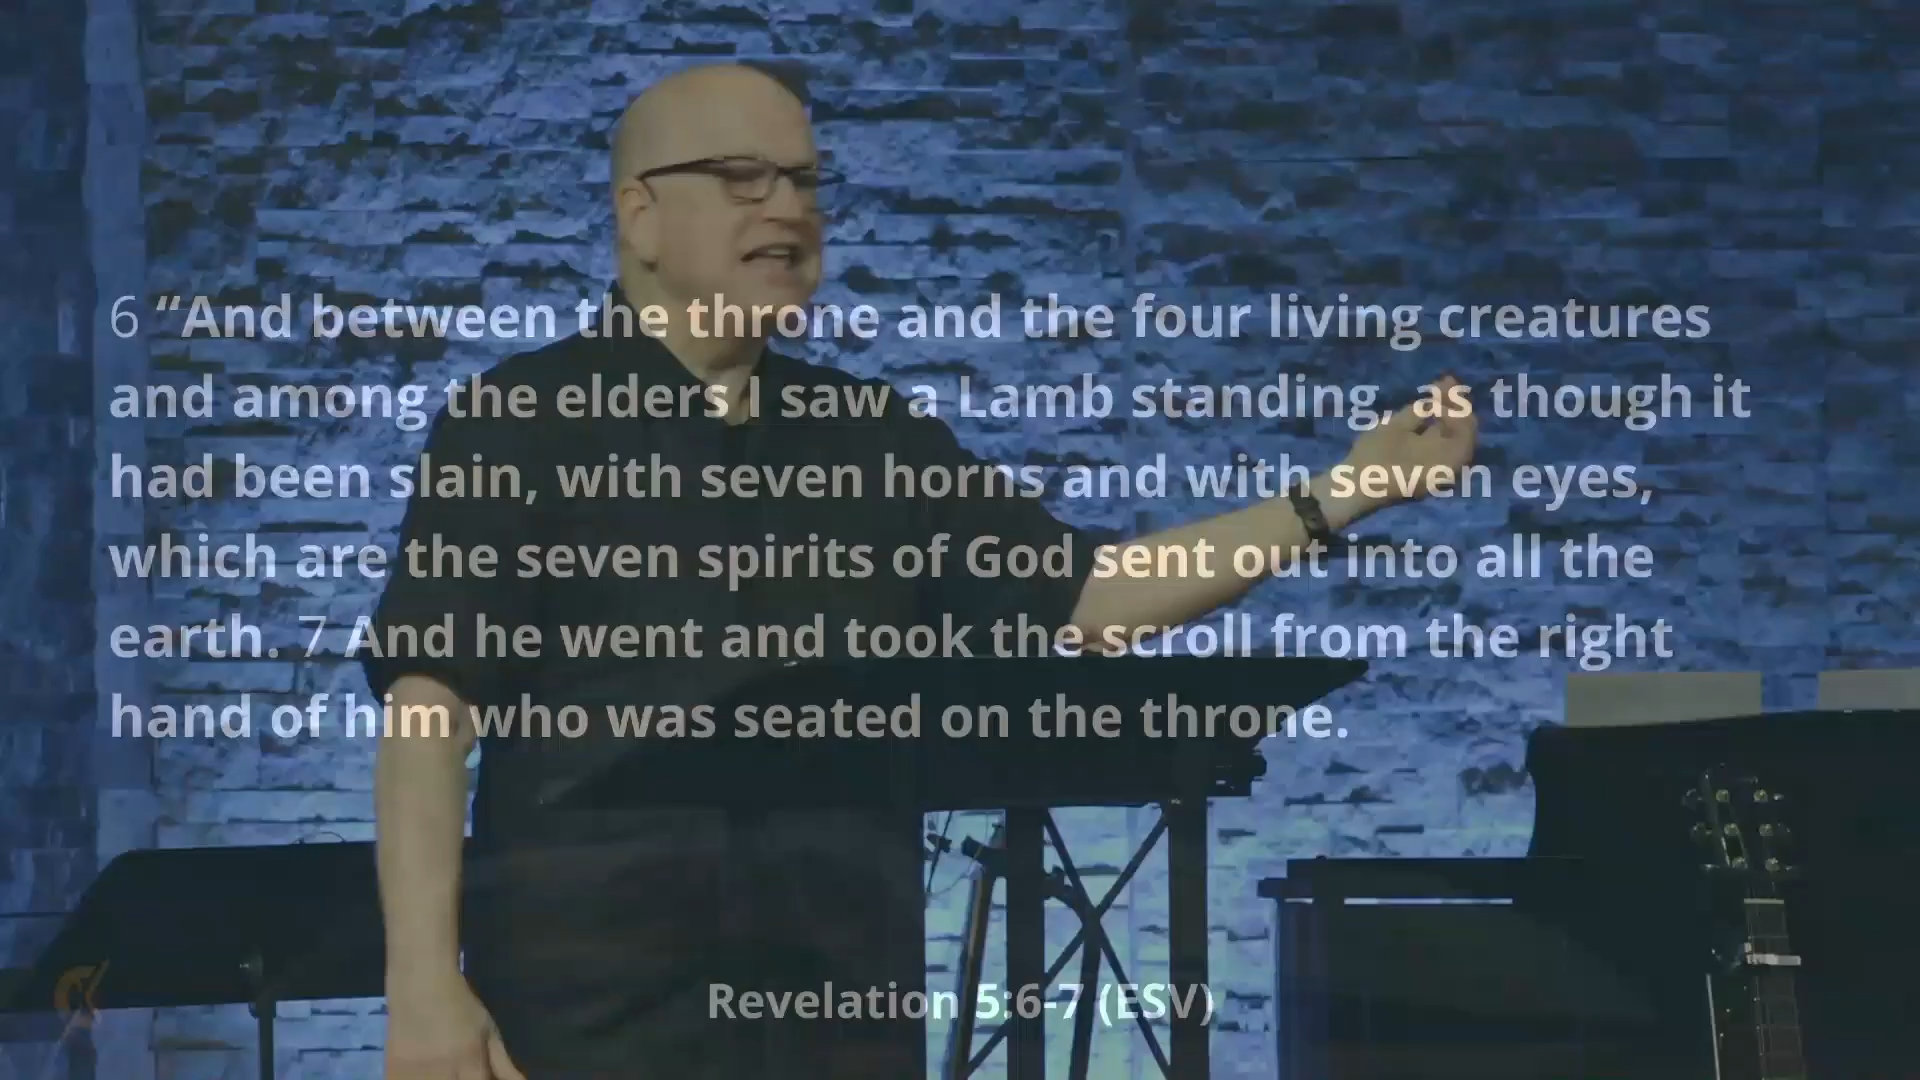 6 “And between the throne and the four living creatures
and among the elders I saw a Lamb standing, as though it
had been slain, with seven horns and with seven eyes,
which are the seven spirits of God sent out into all the
earth. 7 And he went and took the scroll from the right
hand of him who was seated on the throne.
Revelation 5:6-7 (ESV)